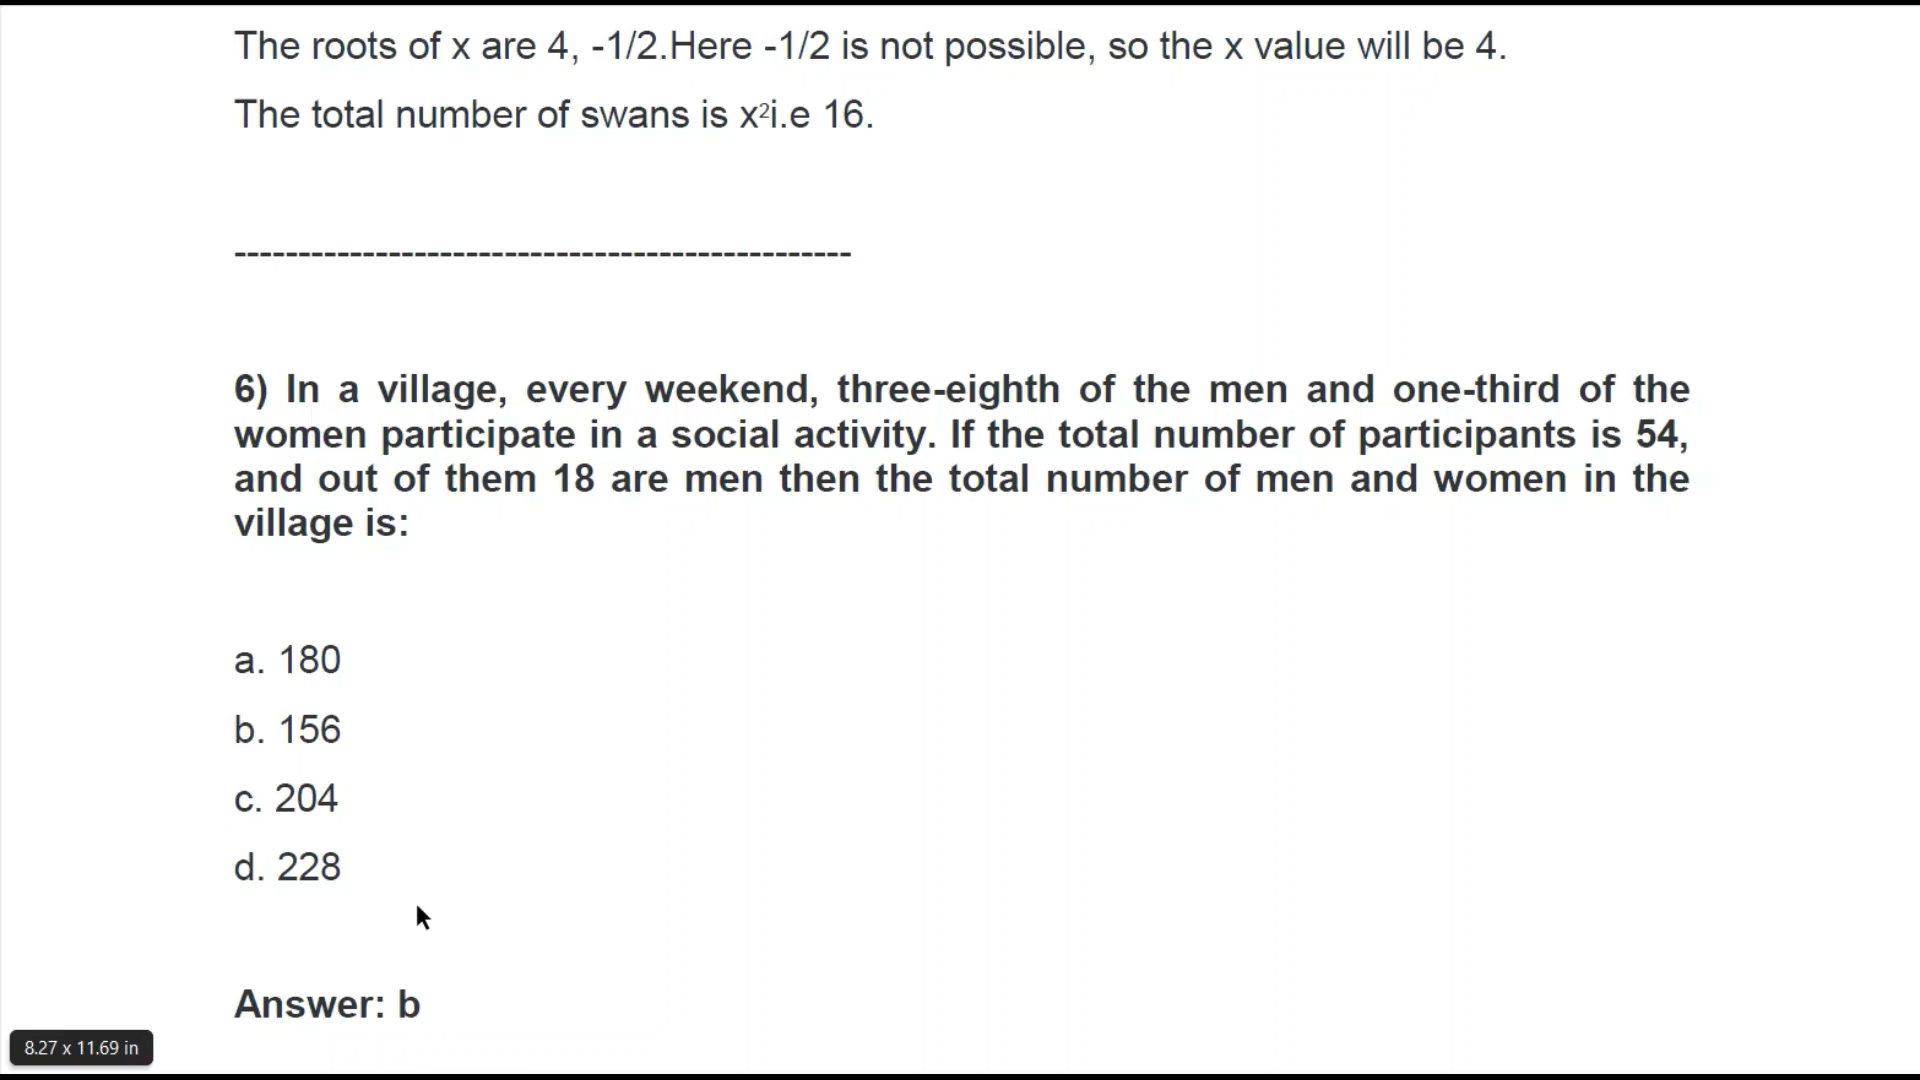 The roots of x are 4, -1/2.Here -1/2 is not possible, so the x value will be 4.
The total number of swans is x²i.e 16.
------------------------------------------------
6) In a village, every weekend, three-eighth of the men and one-third of the
women participate in a social activity. If the total number of participants is 54,
and out of them 18 are men then the total number of men and women in the
village is:
a. 180
b. 156
c. 204
d. 228
Answer: b
8.27 x 11.69 in